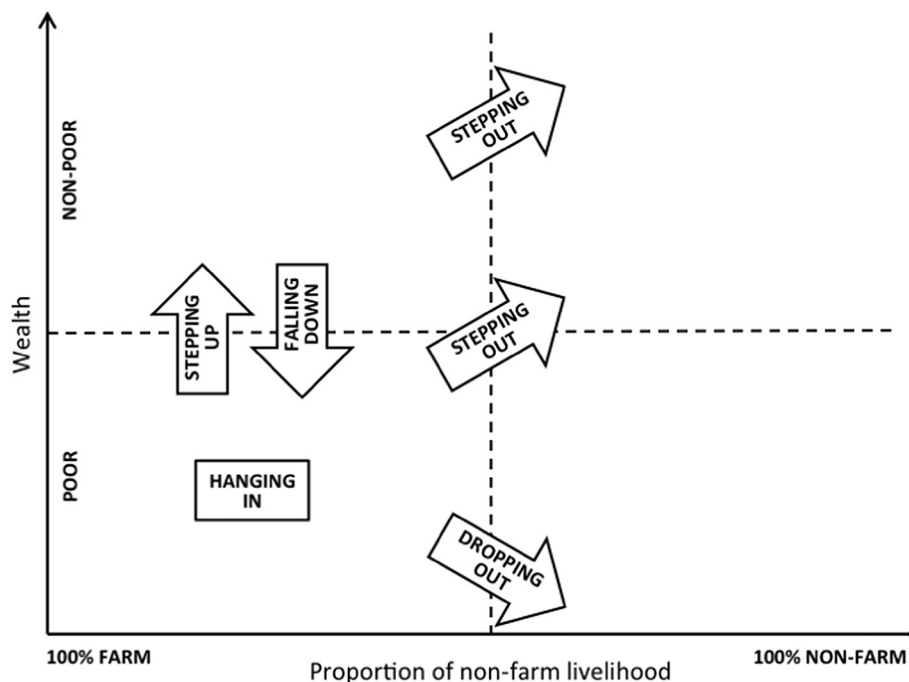 NON-POOR
STEPPING
OUT
Wealth
STEPPING
UP
FALLING
DOWN
STEPPING
OUT
POOR
HANGING
IN
DROPPING
OUT
100% FARM
Proportion of non-farm livelihood
100% NON-FARM